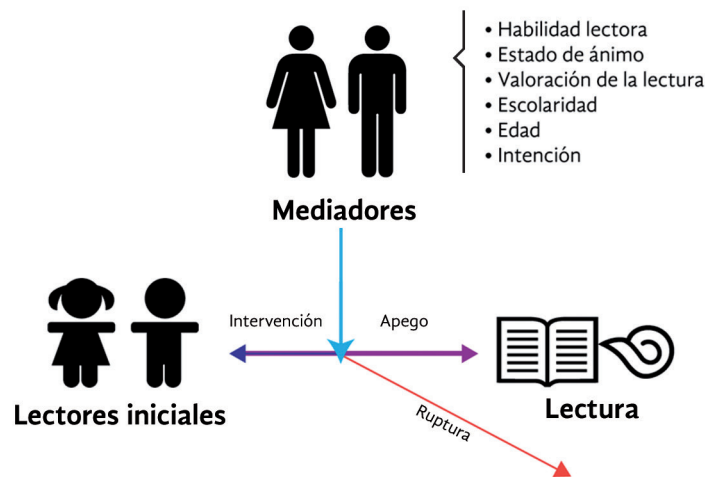 • Habilidad lectora
• Estado de ánimo
• Valoración de la lectura
• Escolaridad
• Edad
• Intención
Mediadores
Intervención
Apego
Lectores iniciales
Lectura
Ruptura